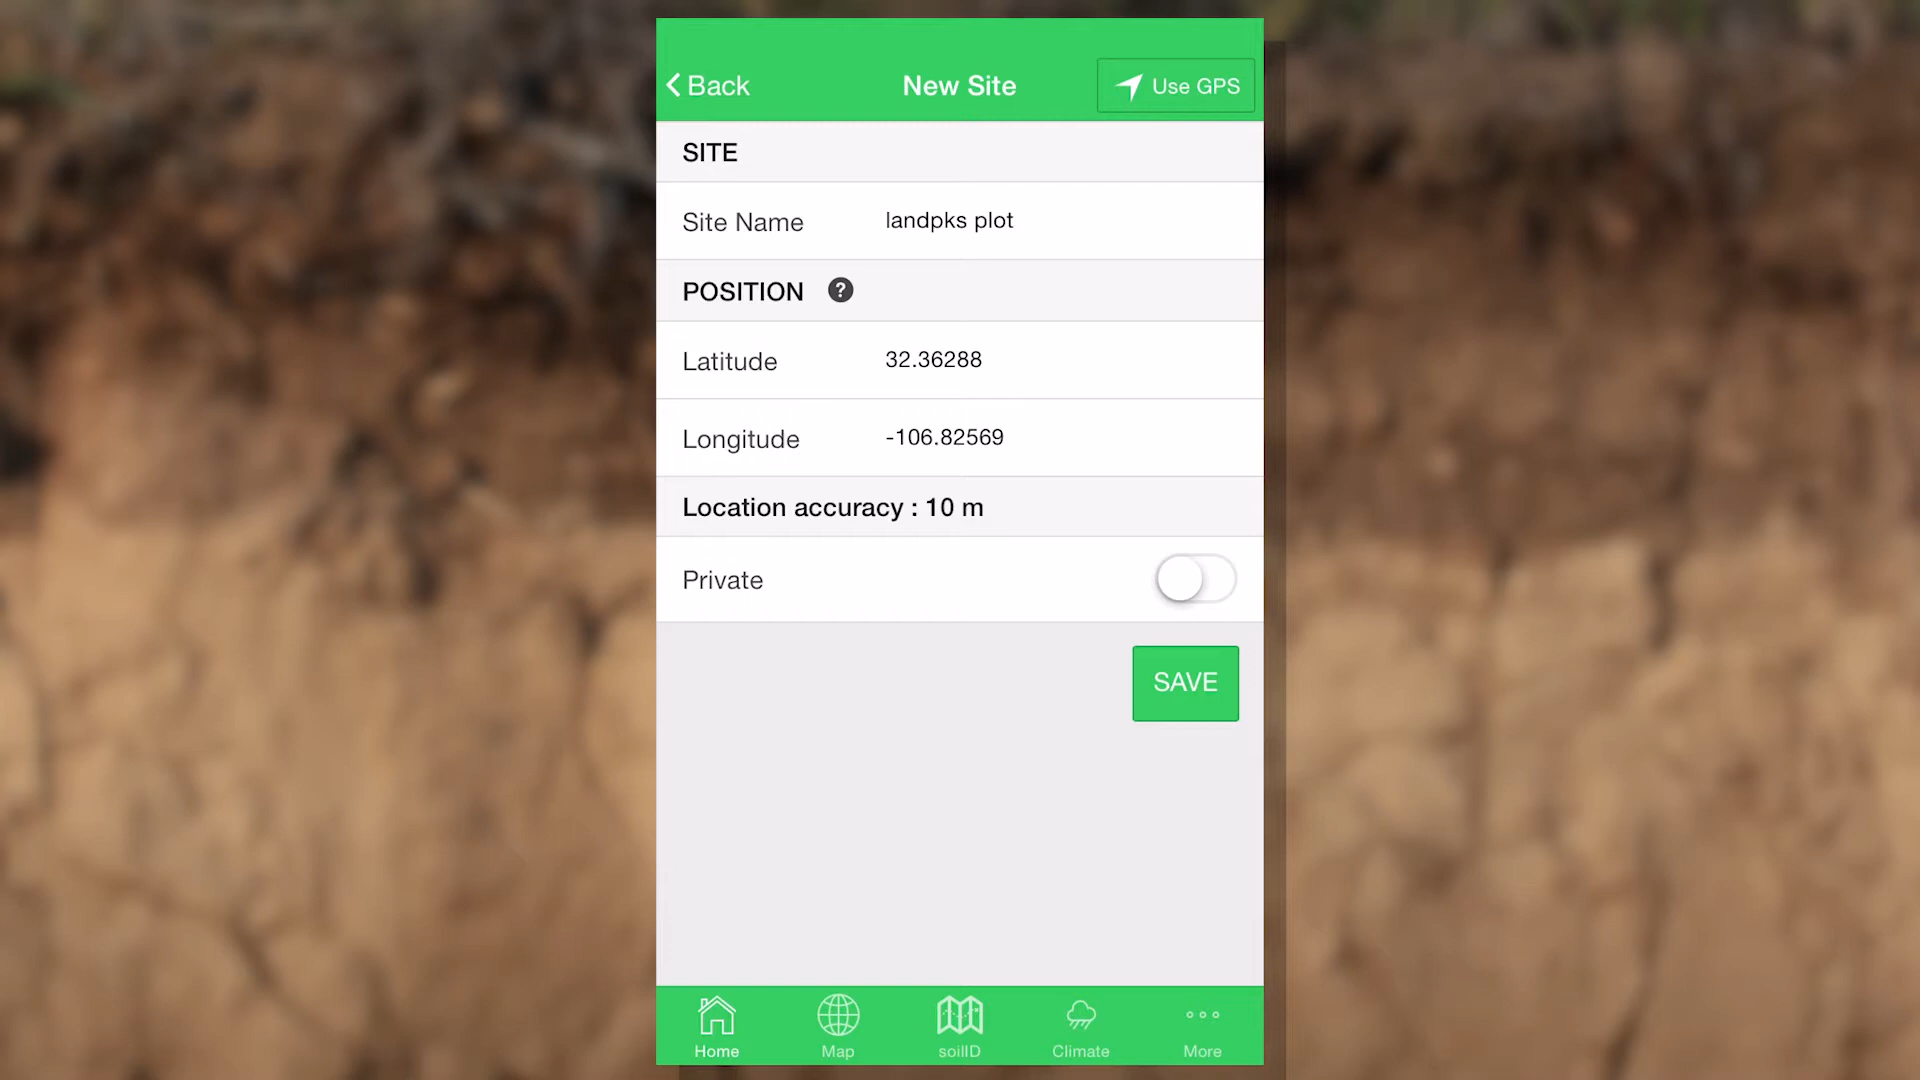 Back
New Site
Use GPS
SITE
Site Name landpks plot
POSITION ?
Latitude 32.36288
Longitude -106.82569
Location accuracy : 10 m
Private
SAVE
Home
Map
soilID
Climate
More